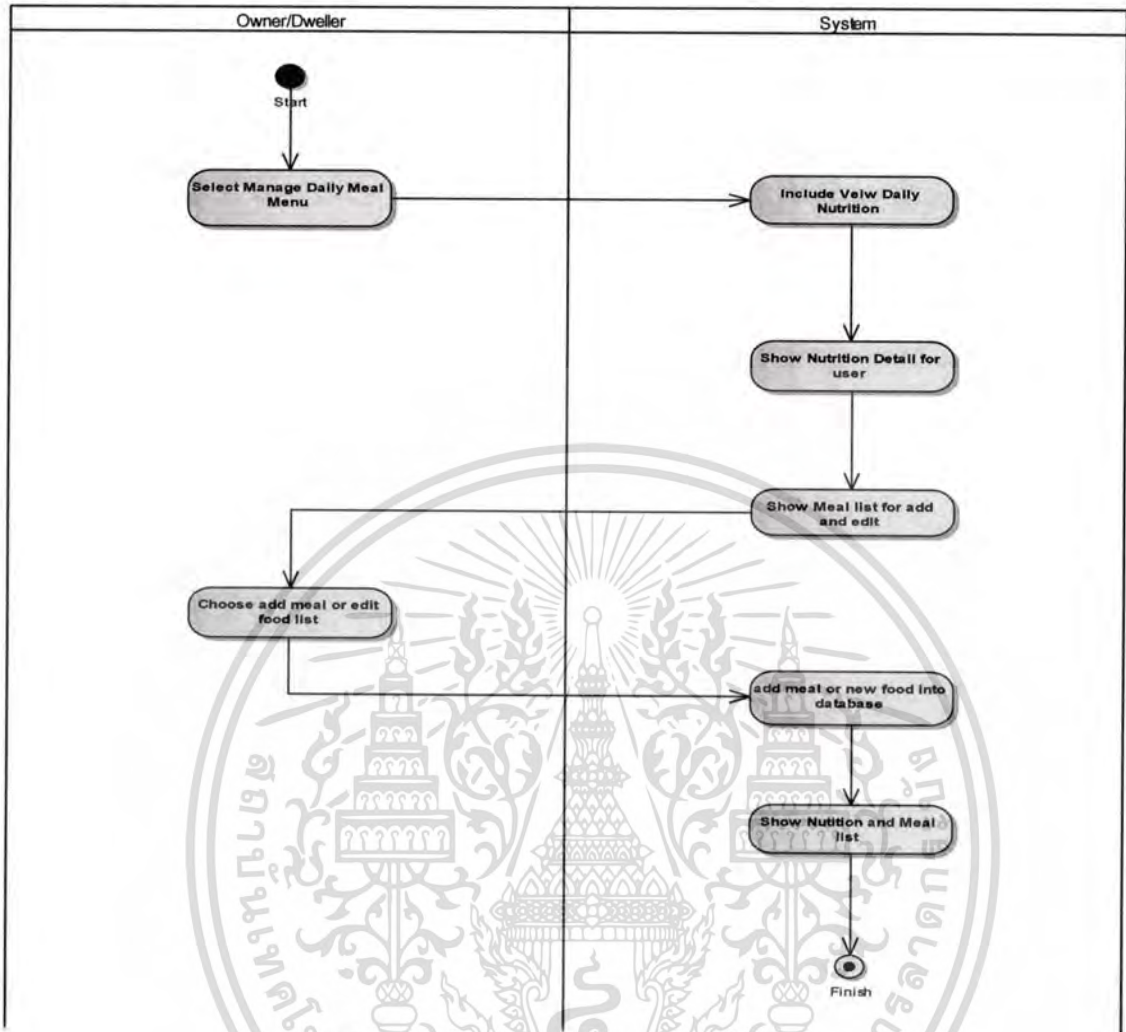 Owner/Dweller
System
Start
Select Manage Daily Meal
Menu
Include Veiw Daily
Nutrition
Show Nutrition Detail for
user
Show Meal list for add
and edit
Choose add meal or edit
food list
add meal or new food into
database
Show Nutition and Meal
list
Finish